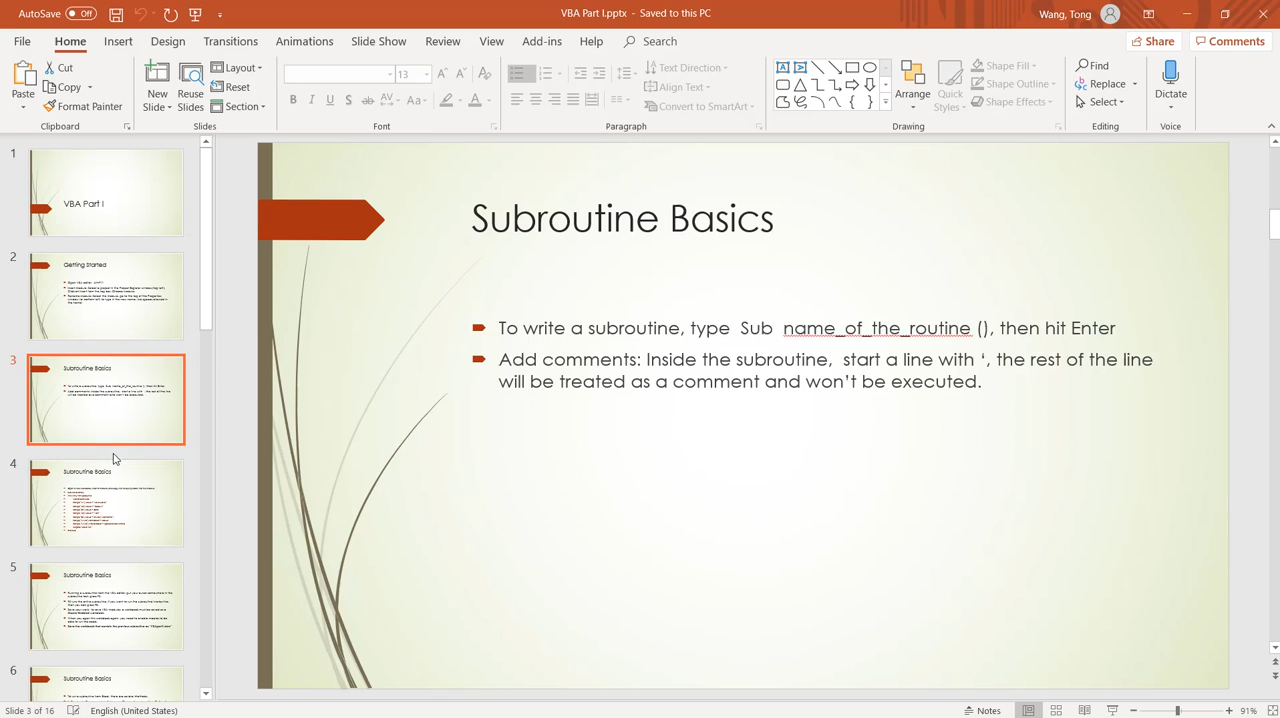 AutoSave Off
VBA Part I.pptx - Saved to this PC
Wang, Tong
File Home Insert Design Transitions Animations Slide Show Review View Add-ins Help Search
Share Comments
Paste
Cut
Copy
Format Painter
New Slide
Reuse Slides
Layout
Reset
Section
13
B I U S ab AV Aa A
Text Direction
Align Text
Convert to SmartArt
Arrange
Quick Styles
Shape Fill
Shape Outline
Shape Effects
Find
Replace
Select
Dictate
Clipboard Slides Font Paragraph Drawing Editing Voice
1
VBA Part I
2
Getting Started
3
Subroutine Basics
4
Subroutine Basics
5
Subroutine Basics
6
Subroutine Basics
Subroutine Basics
To write a subroutine, type Sub name_of_the_routine (), then hit Enter
Add comments: Inside the subroutine, start a line with ‘, the rest of the line
will be treated as a comment and won’t be executed.
Slide 3 of 16
English (United States)
Notes
91%